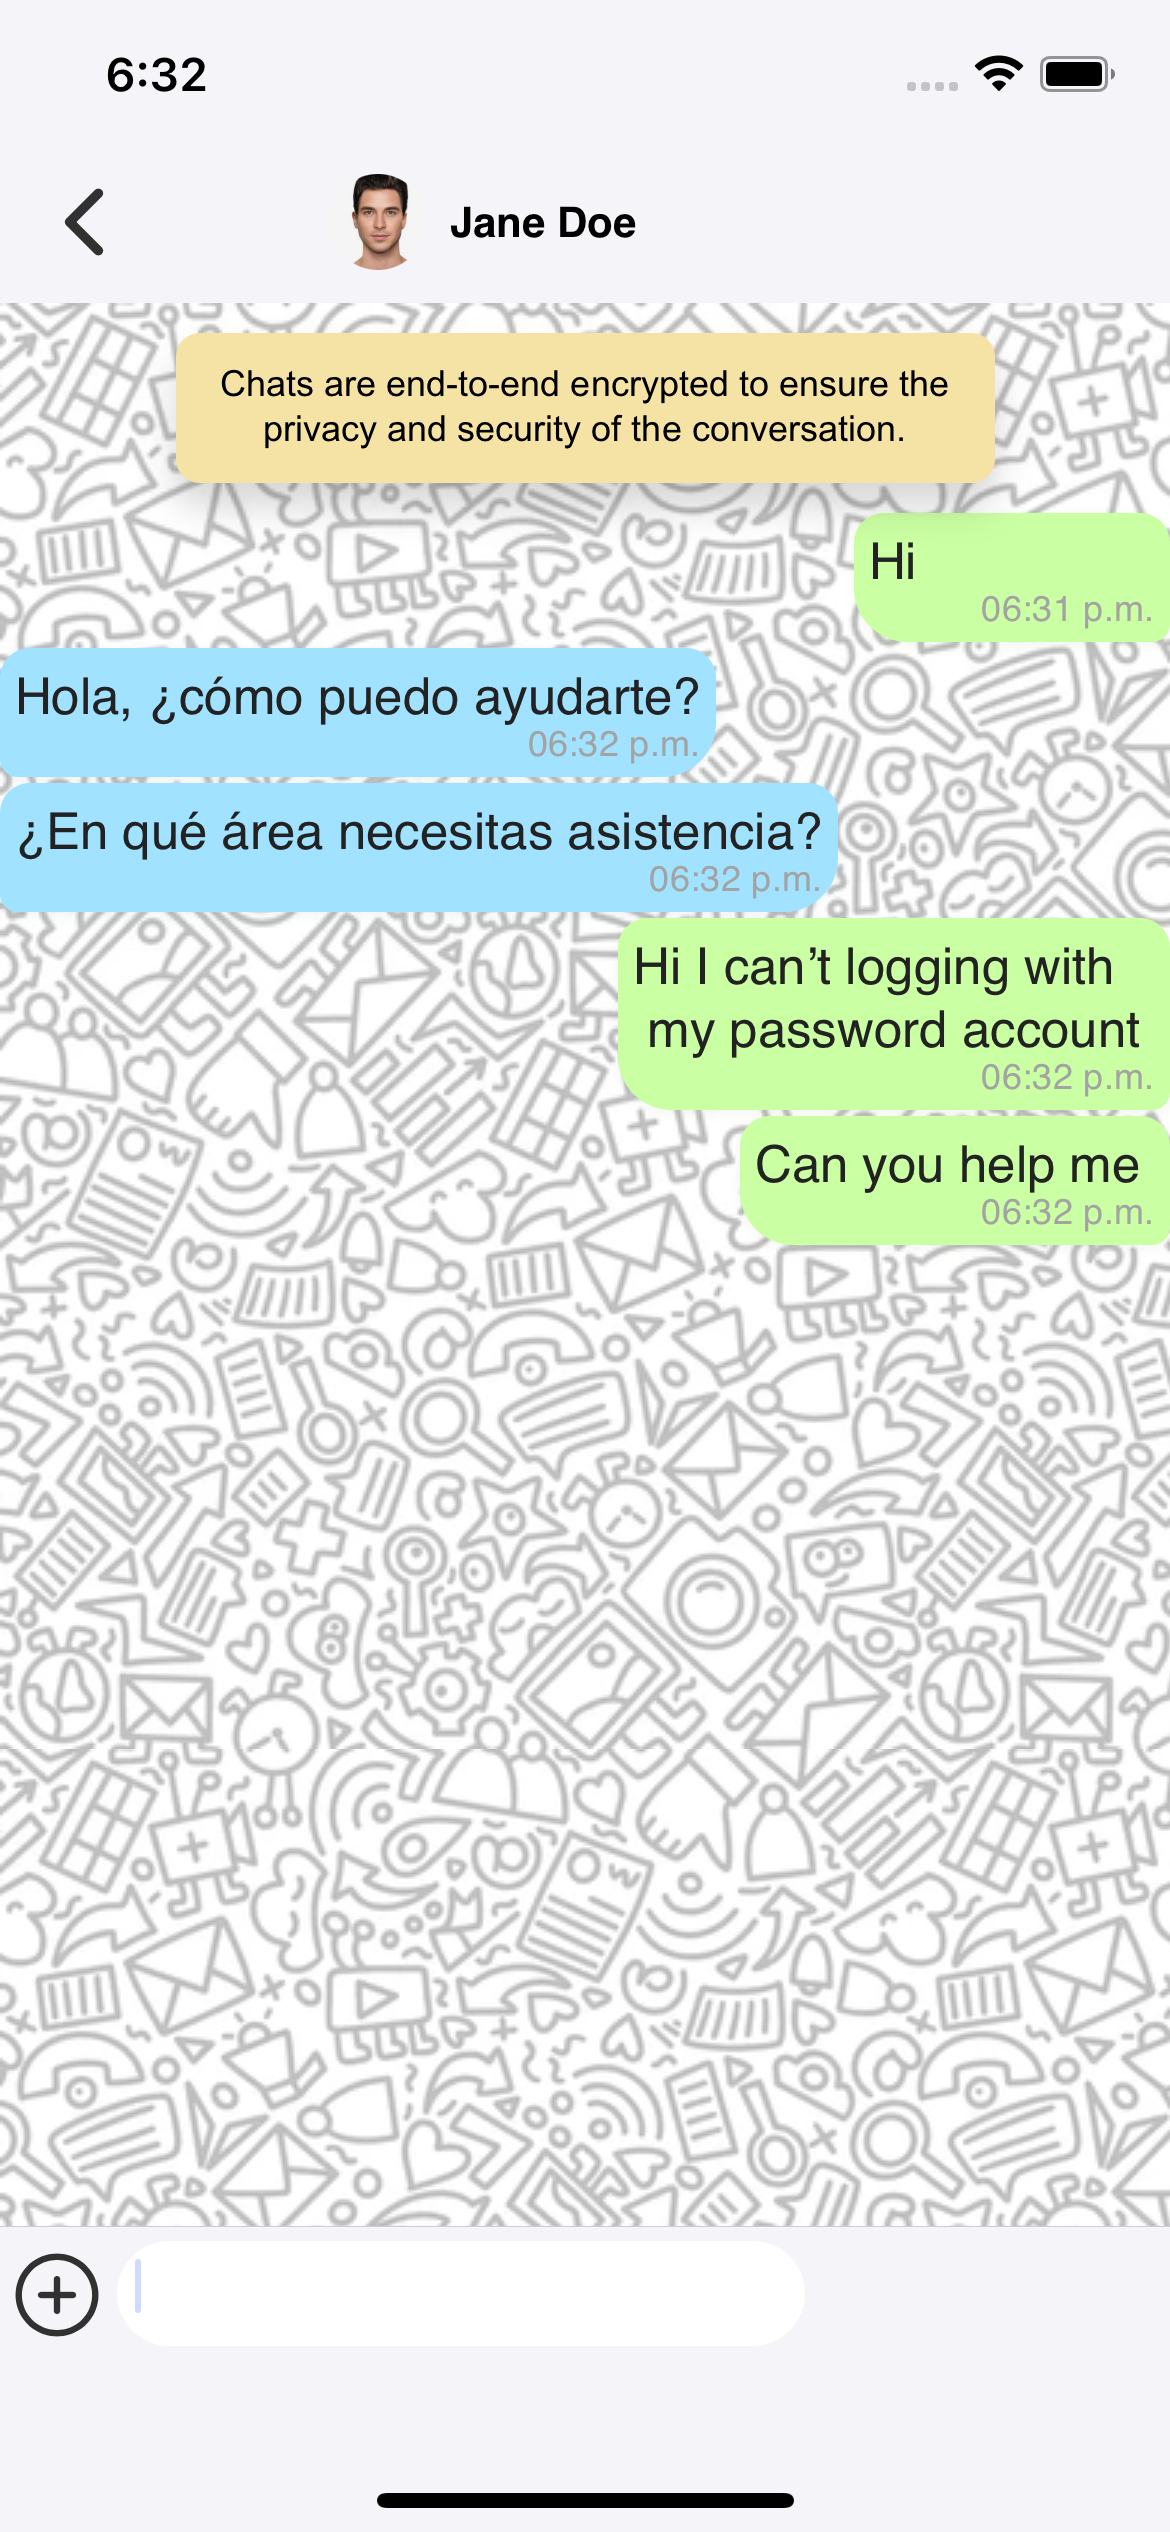 6:32
Jane Doe
Chats are end-to-end encrypted to ensure the
privacy and security of the conversation.
Hi
06:31 p.m.
Hola, ¿cómo puedo ayudarte?
06:32 p.m.
¿En qué área necesitas asistencia?
06:32 p.m.
Hi I can’t logging with
my password account
06:32 p.m.
Can you help me
06:32 p.m.